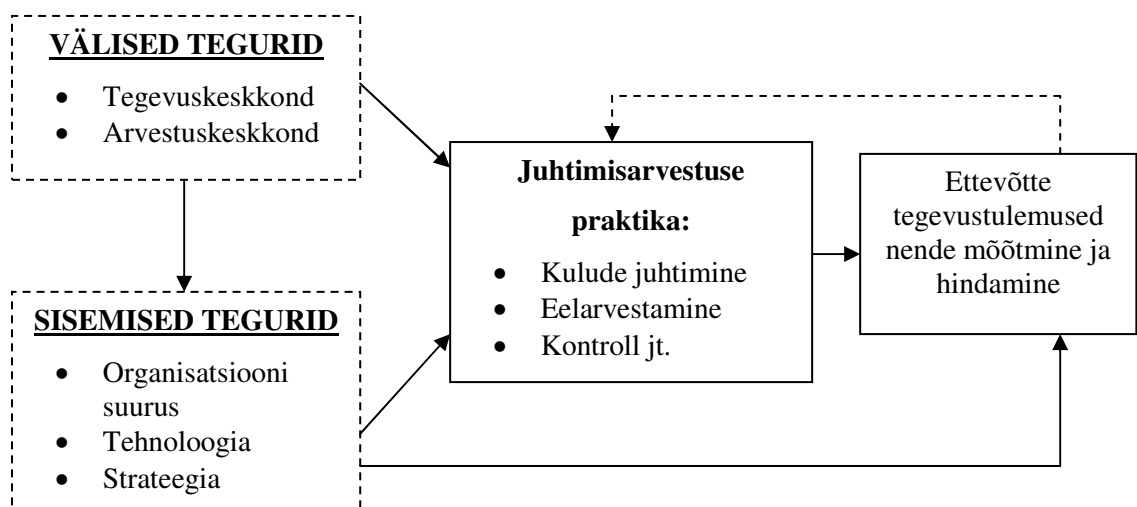 VÄLISED TEGURID
• Tegevuskeskkond
• Arvestuskeskkond
SISEMISED TEGURID
• Organisatsiooni
suurus
• Tehnoloogia
• Strateegia
Juhtimisarvestuse
praktika:
• Kulude juhtimine
• Eelarvestamine
• Kontroll jt.
Ettevõtte
tegevustulemused
nende mõõtmine ja
hindamine